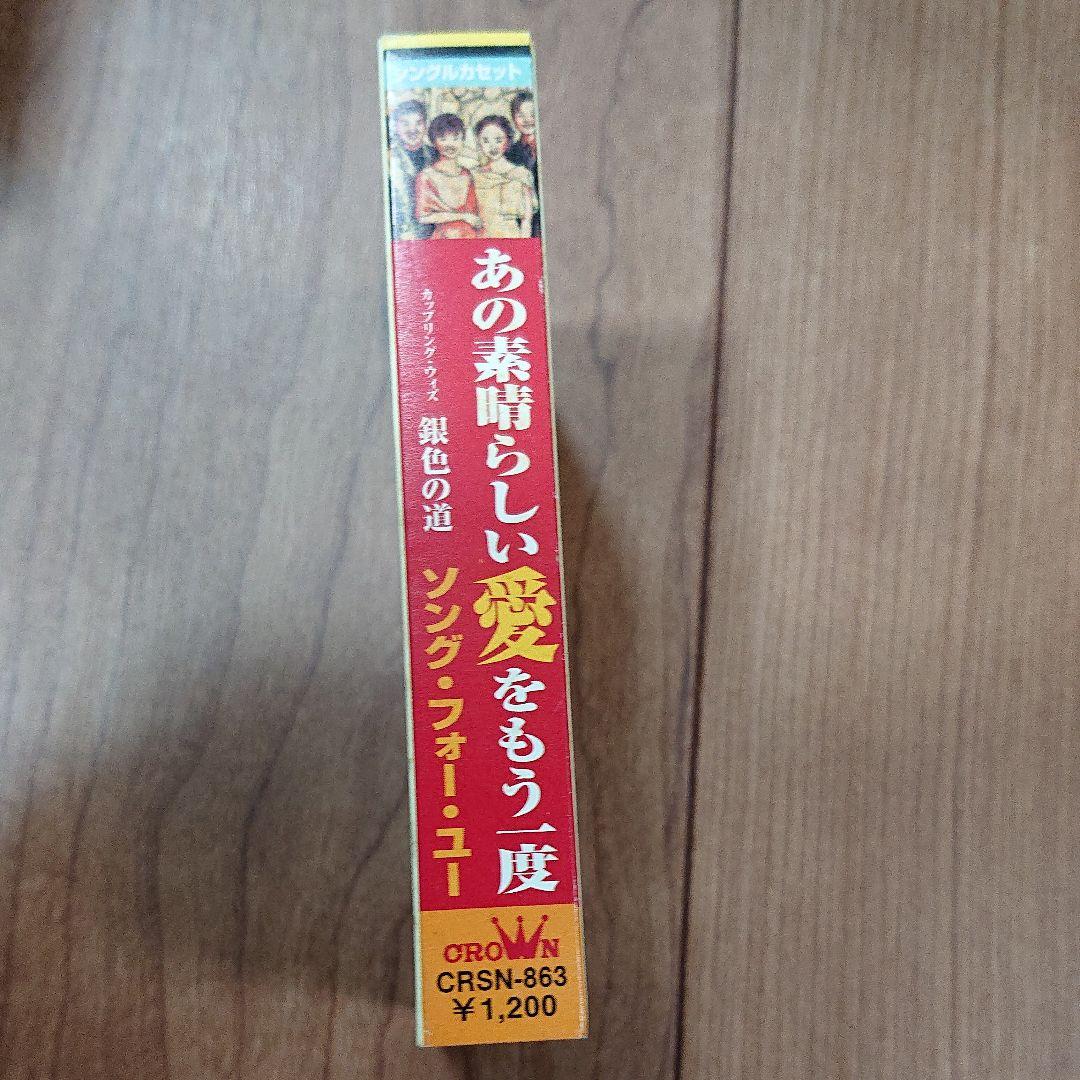 シングルカセット
あの素晴らしい愛をもう一度
カップリング・ウィズ 銀色の道
ソング・フォー・ユー
CROWN
CRSN-863
￥1,200